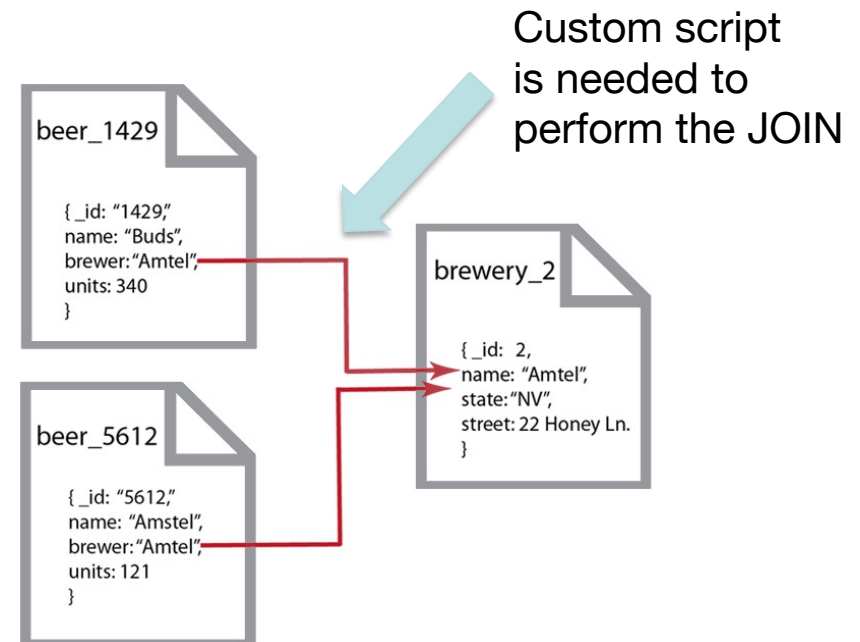 Custom script
is needed to
perform the JOIN
beer_1429
{ _id: “1429,”
name: “Buds”,
brewer:“Amtel”,
units: 340
}
brewery_2
{ _id:  2,
name: “Amtel”,
state:“NV”,
street: 22 Honey Ln.
}
beer_5612
{ _id: “5612,”
name: “Amstel”,
brewer:“Amtel”,
units: 121
}